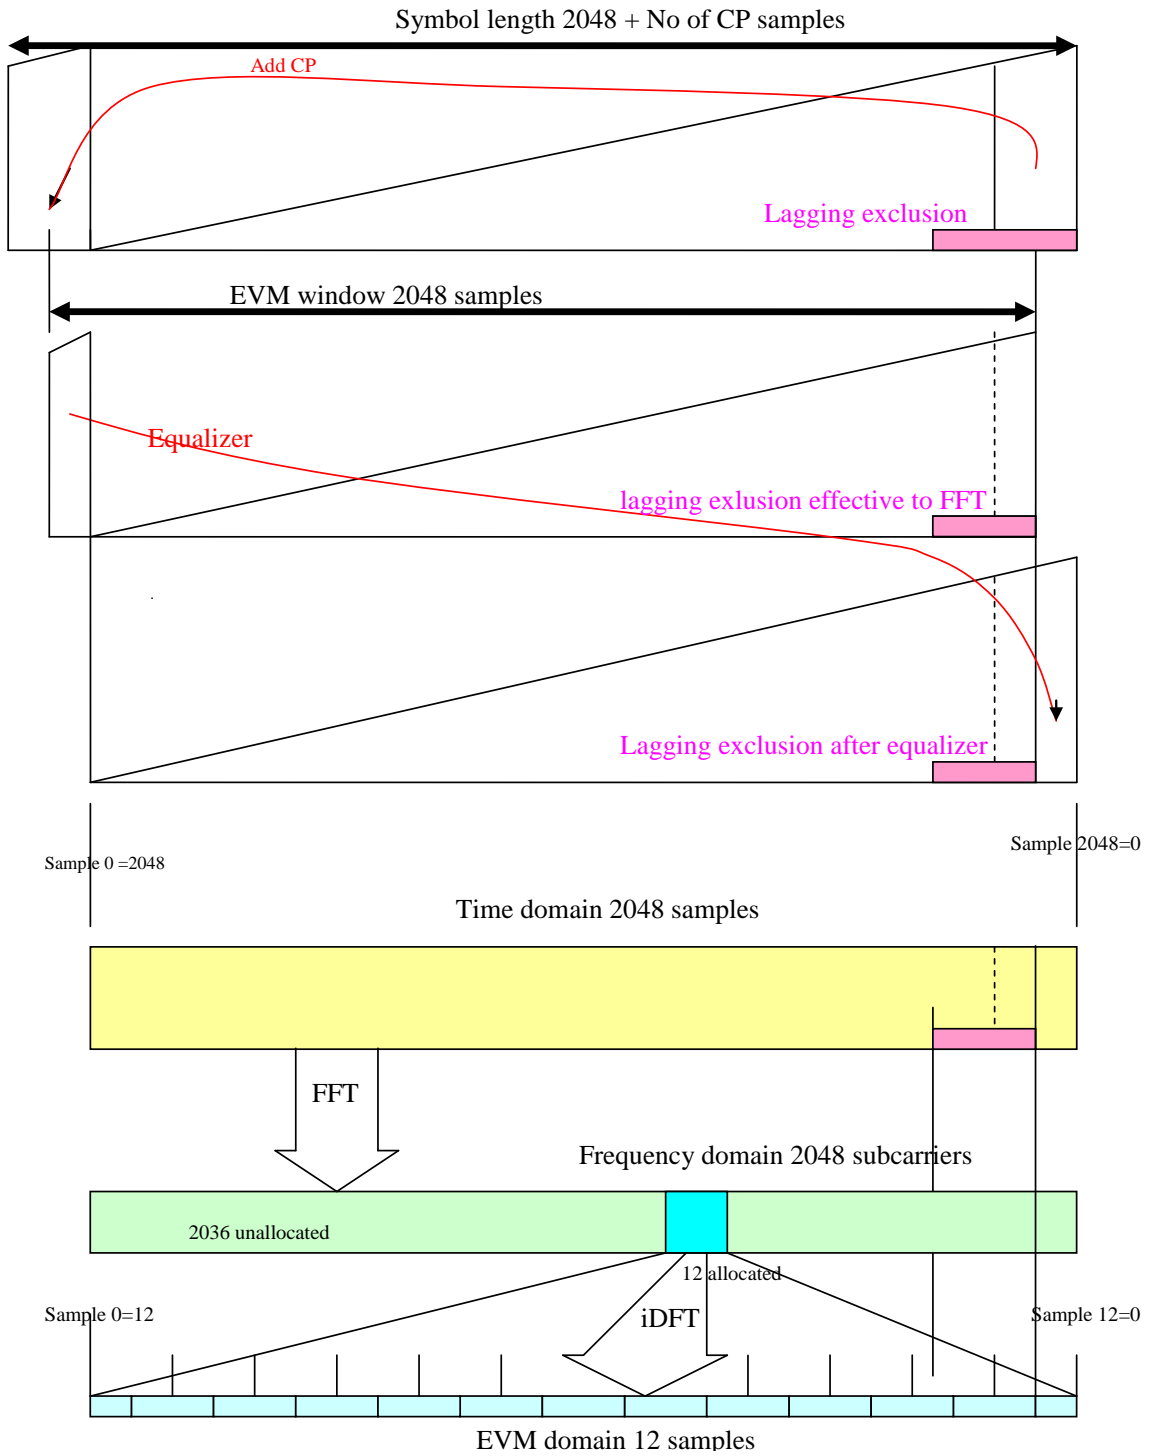 Symbol length 2048 + No of CP samples
Add CP
Lagging exclusion
EVM window 2048 samples
Equalizer
lagging exlusion effective to FFT
Lagging exclusion after equalizer
Sample 2048=0
Sample 0 =2048
Time domain 2048 samples
FFT
Frequency domain 2048 subcarriers
2036 unallocated
12 allocated
Sample 0=12
iDFT
Sample 12=0
EVM domain 12 samples